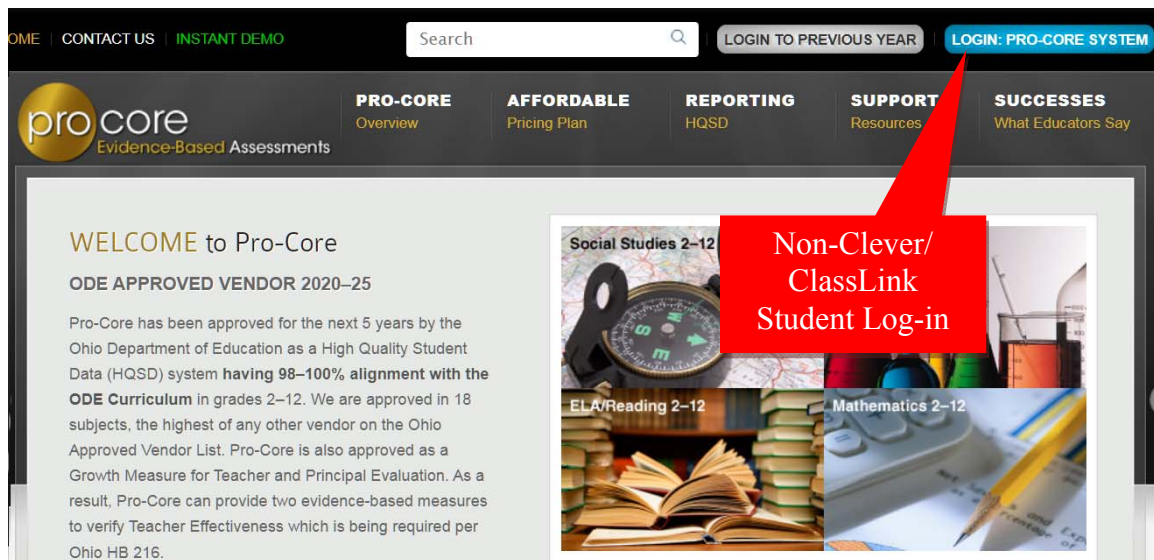 OME CONTACT US INSTANT DEMO Search LOGIN TO PREVIOUS YEAR LOGIN: PRO-CORE SYSTEM
PRO-CORE AFFORDABLE REPORTING SUPPORT SUCCESSES
Overview Pricing Plan HQSD Resources What Educators Say
pro core
Evidence-Based Assessments
WELCOME to Pro-Core
ODE APPROVED VENDOR 2020–25
Pro-Core has been approved for the next 5 years by the
Ohio Department of Education as a High Quality Student
Data (HQSD) system having 98–100% alignment with the
ODE Curriculum in grades 2–12. We are approved in 18
subjects, the highest of any other vendor on the Ohio
Approved Vendor List. Pro-Core is also approved as a
Growth Measure for Teacher and Principal Evaluation. As a
result, Pro-Core can provide two evidence-based measures
to verify Teacher Effectiveness which is being required per
Ohio HB 216.
Social Studies 2–12
Non-Clever/
ClassLink
Student Log-in
ELA/Reading 2–12
Mathematics 2–12